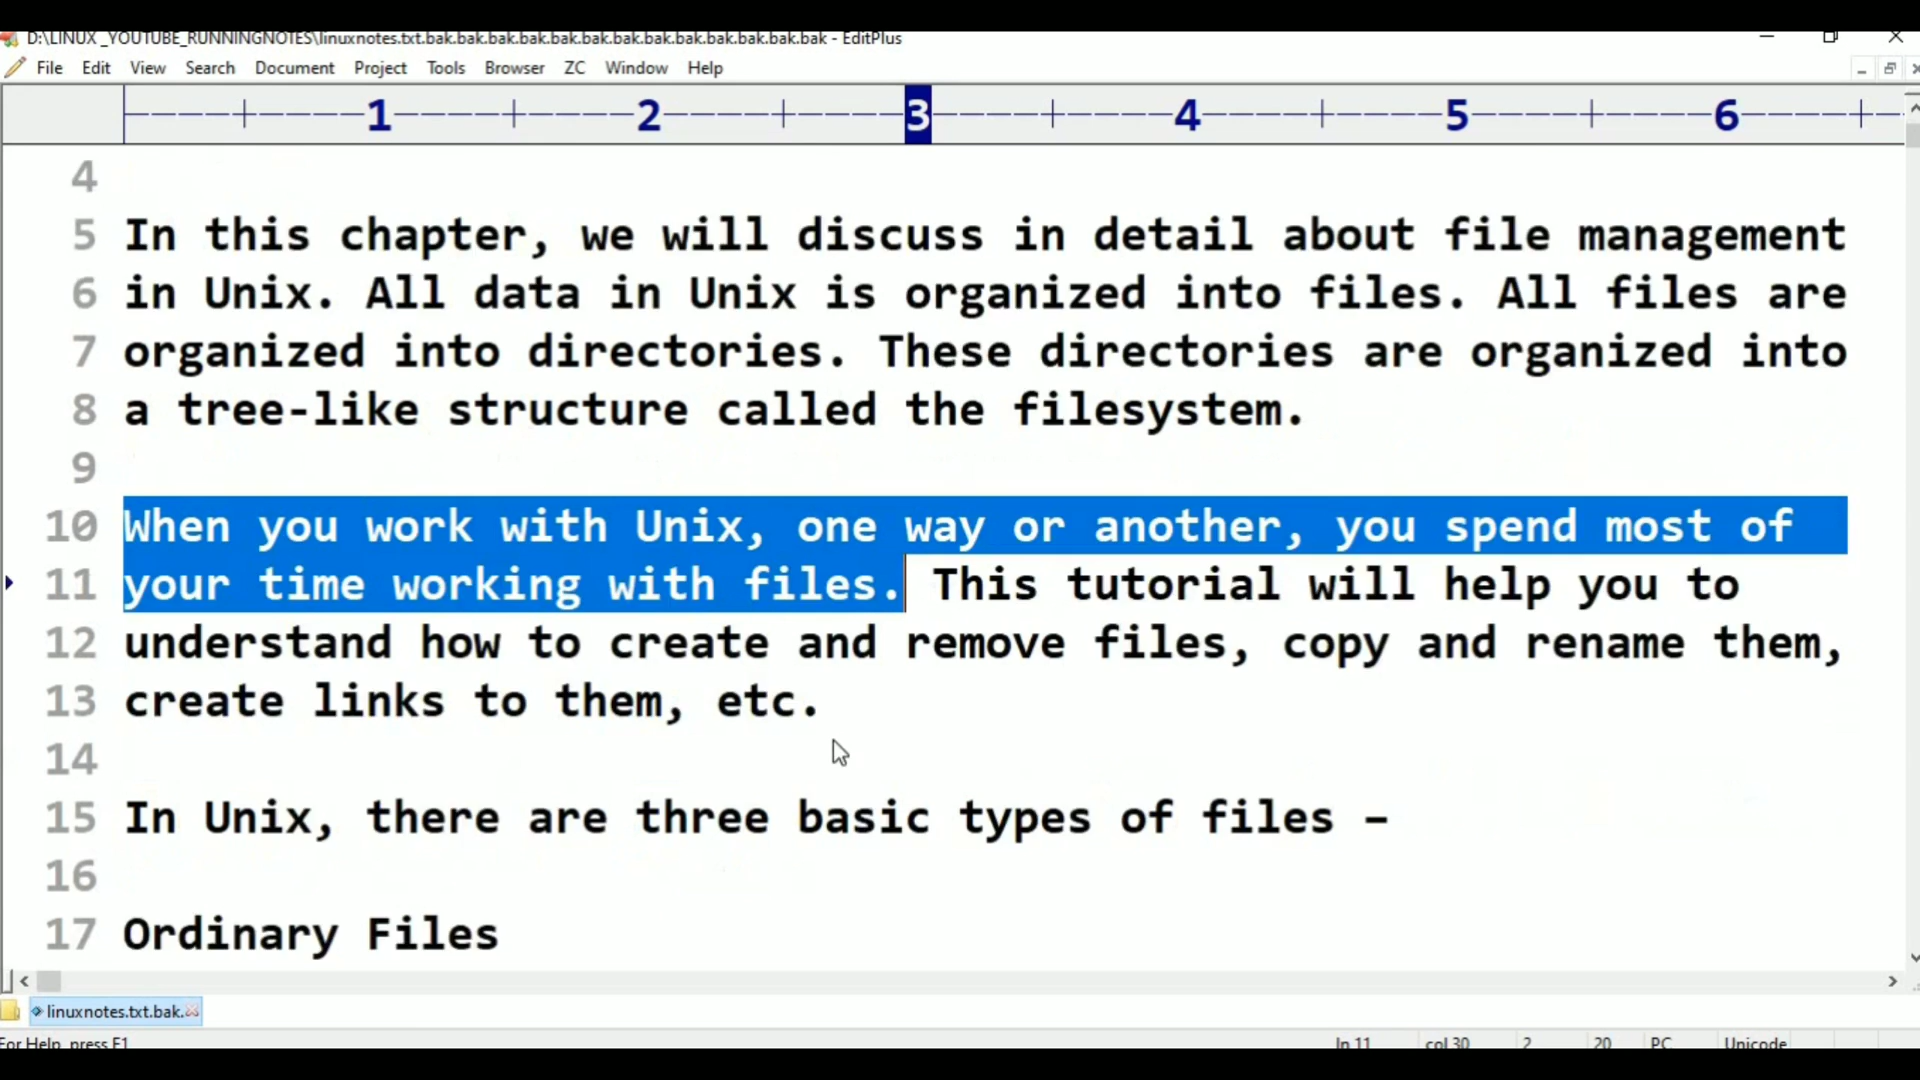 D:\LINUX _YOUTUBE_RUNNINGNOTES\linuxnotes.txt.bak.bak.bak.bak.bak.bak.bak.bak.bak.bak.bak.bak.bak - EditPlus
File Edit View Search Document Project Tools Browser ZC Window Help
----+----1----+----2----+----3----+----4----+----5----+----6----+--
4
5 In this chapter, we will discuss in detail about file management
6 in Unix. All data in Unix is organized into files. All files are
7 organized into directories. These directories are organized into
8 a tree-like structure called the filesystem.
9
10 When you work with Unix, one way or another, you spend most of
11 your time working with files. This tutorial will help you to
12 understand how to create and remove files, copy and rename them,
13 create links to them, etc.
14
15 In Unix, there are three basic types of files –
16
17 Ordinary Files
linuxnotes.txt.bak.
For Help, press F1 ln 11 col 30 2 20 PC Unicode